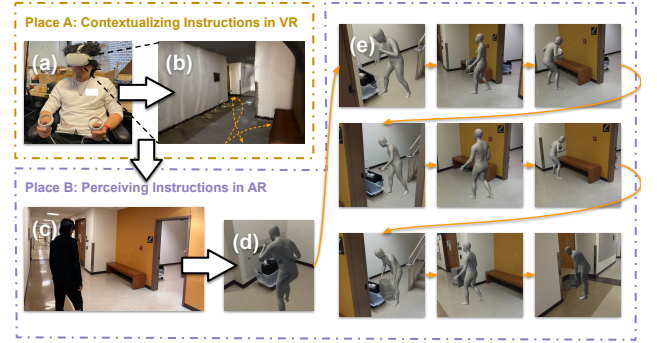 Place A: Contextualizing Instructions in VR
(a)
(b)
(e)
Place B: Perceiving Instructions in AR
(c)
(d)